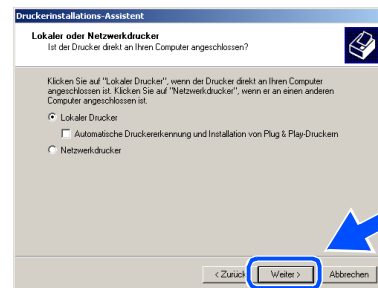 Druckerinstallations-Assistent
Lokaler oder Netzwerkdrucker
Ist der Drucker direkt an Ihren Computer angeschlossen?
Klicken Sie auf "Lokaler Drucker", wenn der Drucker direkt an Ihren Computer
angeschlossen ist. Klicken Sie auf "Netzwerkdrucker", wenn er an einen anderen
Computer angeschlossen ist.
Lokaler Drucker
Automatische Druckererkennung und Installation von Plug & Play-Druckern
Netzwerkdrucker
< Zurück Weiter > Abbrechen